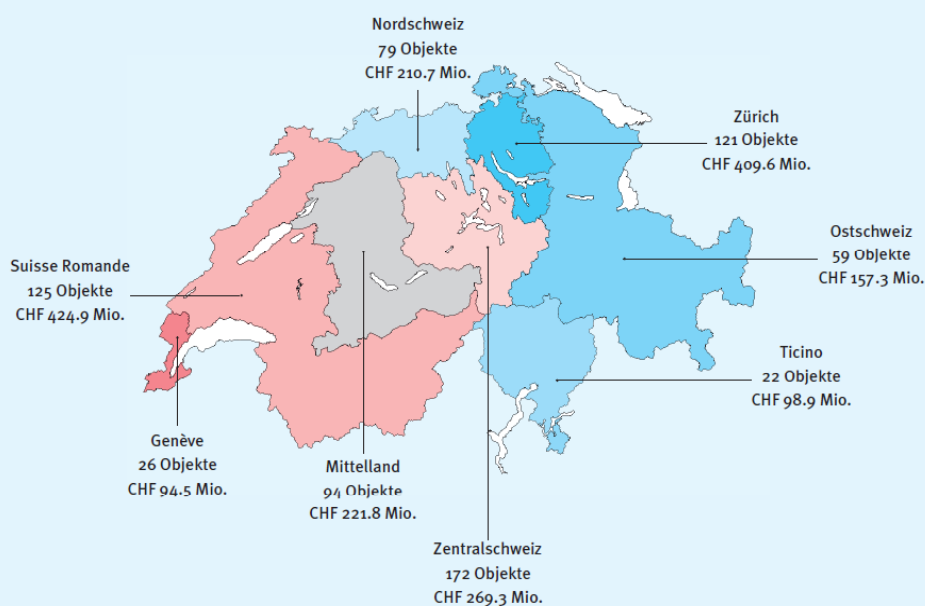 Nordschweiz
79 Objekte
CHF 210.7 Mio.
Zürich
121 Objekte
CHF 409.6 Mio.
Ostschweiz
59 Objekte
CHF 157.3 Mio.
Suisse Romande
125 Objekte
CHF 424.9 Mio.
Ticino
22 Objekte
CHF 98.9 Mio.
Genève
26 Objekte
CHF 94.5 Mio.
Mittelland
94 Objekte
CHF 221.8 Mio.
Zentralschweiz
172 Objekte
CHF 269.3 Mio.